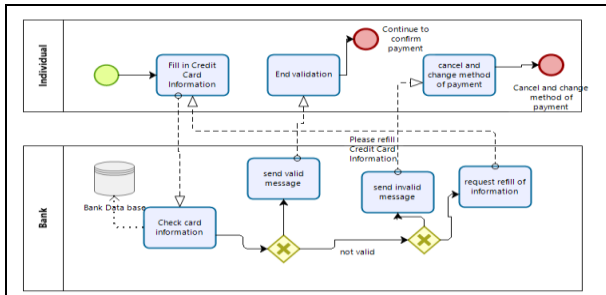 Individual
Fill in Credit
Card
Information
End validation
Continue to
confirm
payment
cancel and
change method
of payment
Cancel and change
method of
payment
Bank
Bank Data base
Check card
information
send valid
message
not valid
Please refill
Credit Card
Information
send invalid
message
request refill of
information